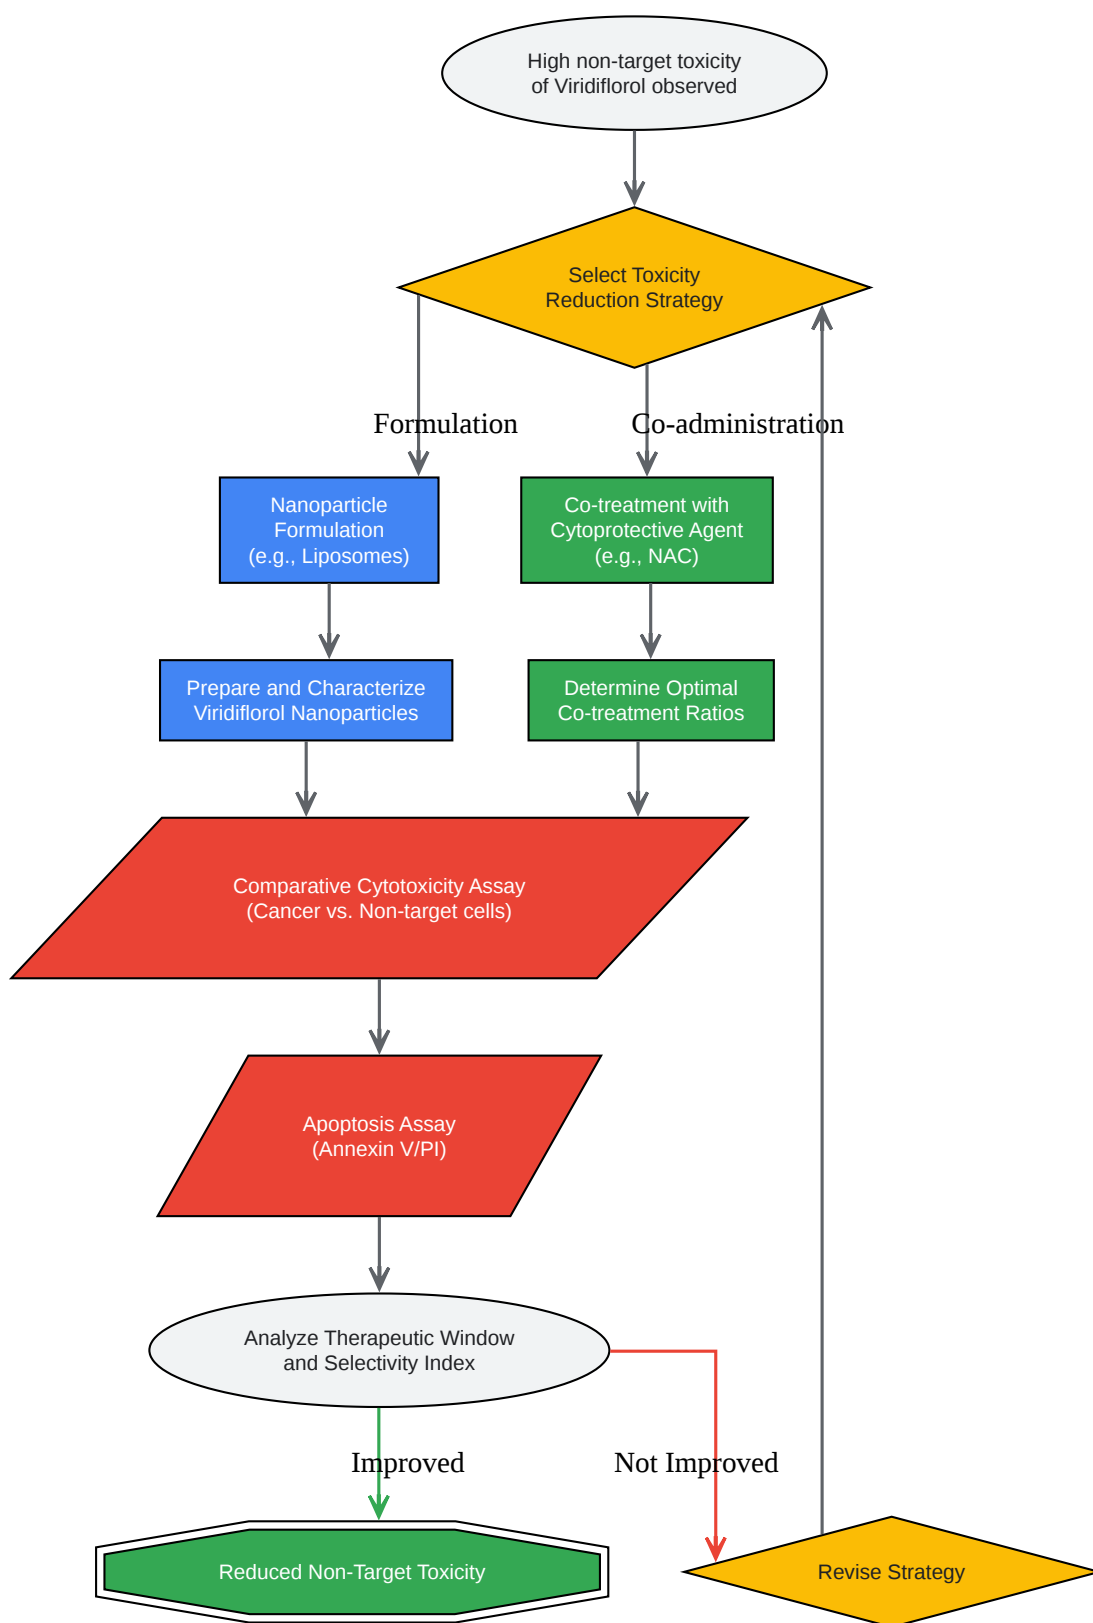 High non-target toxicity
of Viridiflorol observed
Select Toxicity
Reduction Strategy
Formulation
Co-administration
Nanoparticle
Formulation
(e.g., Liposomes)
Co-treatment with
Cytoprotective Agent
(e.g., NAC)
Prepare and Characterize
Viridiflorol Nanoparticles
Determine Optimal
Co-treatment Ratios
Comparative Cytotoxicity Assay
(Cancer vs. Non-target cells)
Apoptosis Assay
(Annexin V/PI)
Analyze Therapeutic Window
and Selectivity Index
Improved
Not Improved
Reduced Non-Target Toxicity
Revise Strategy